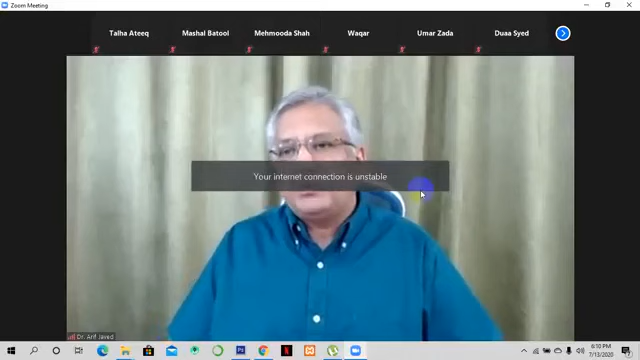 Zoom Meeting
Talha Ateeq
Mashal Batool
Mehmooda Shah
Waqar
Umar Zada
Duaa Syed
Your internet connection is unstable
Dr. Arif Javed
6:10 PM
7/13/2020